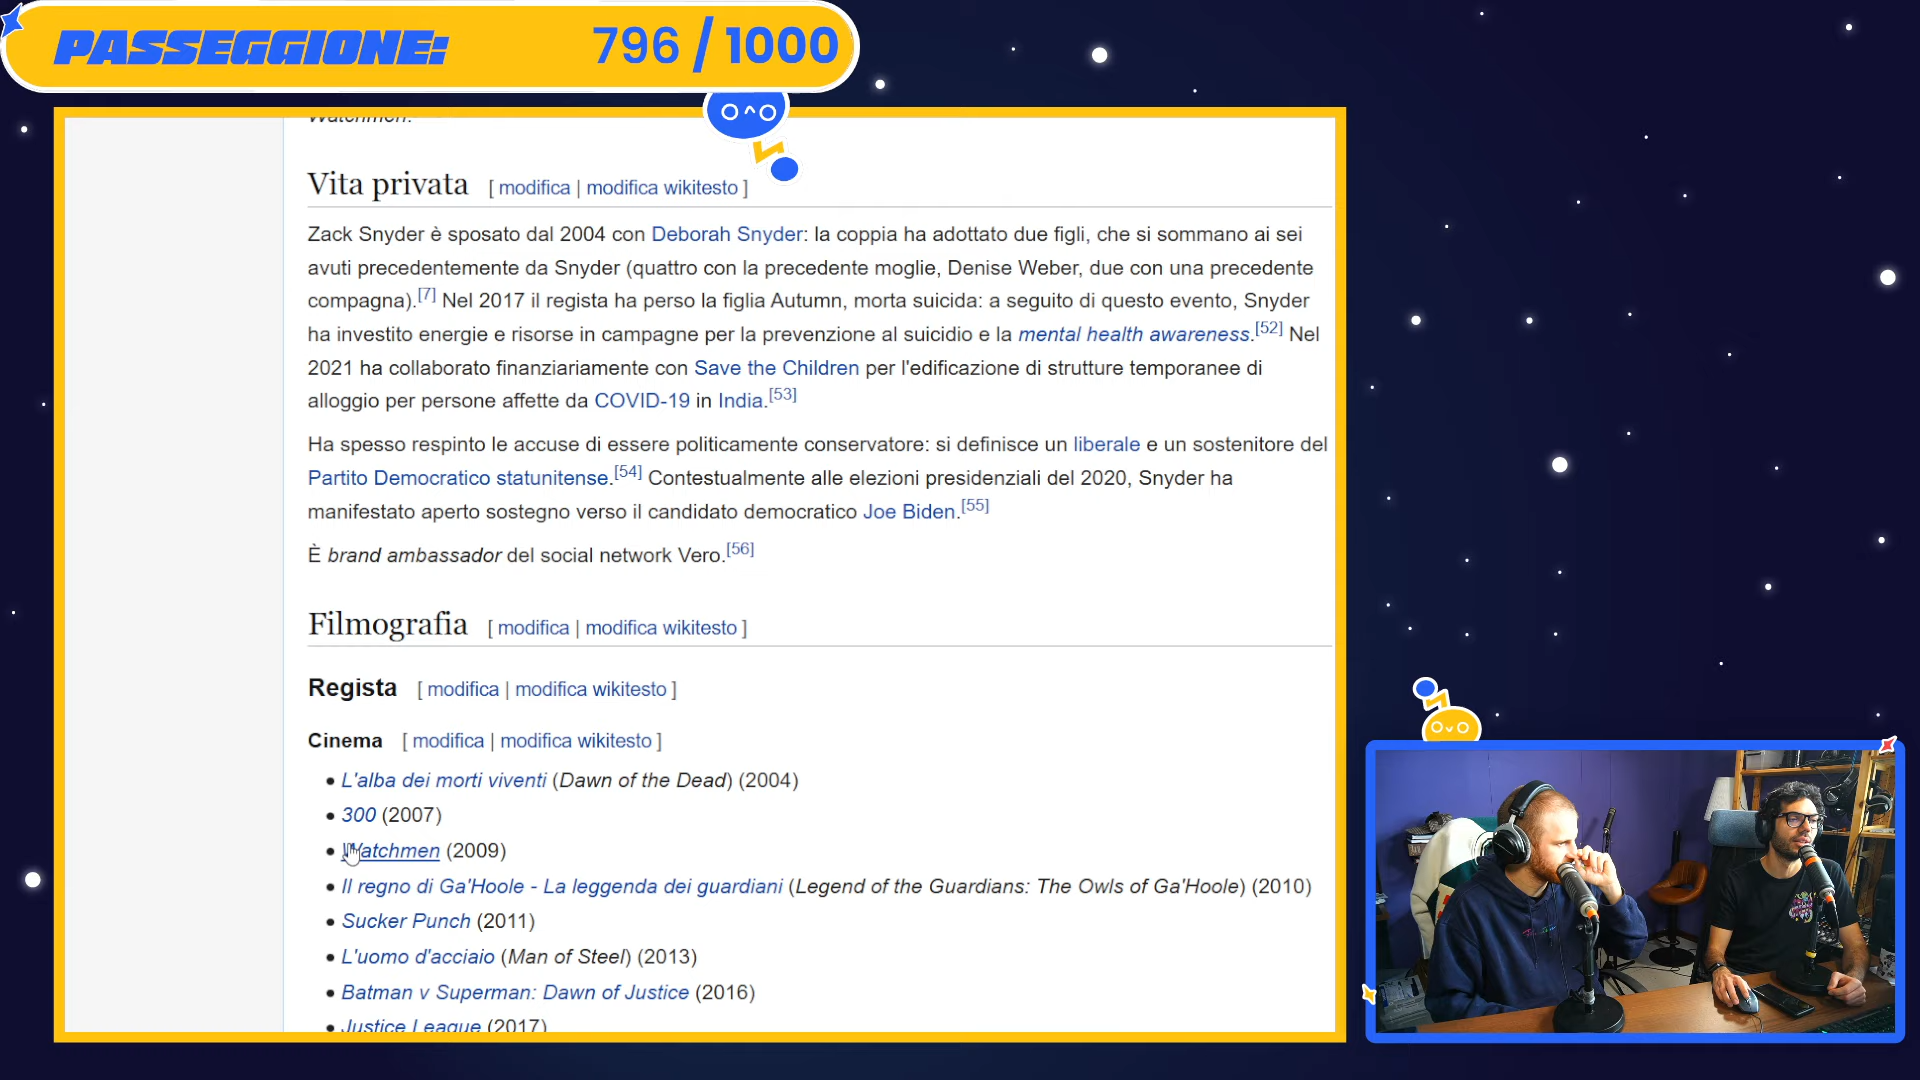 PASSEGGIONE: 796 / 1000
Watchmen.
Vita privata [ modifica | modifica wikitesto ]
Zack Snyder è sposato dal 2004 con Deborah Snyder: la coppia ha adottato due figli, che si sommano ai sei
avuti precedentemente da Snyder (quattro con la precedente moglie, Denise Weber, due con una precedente
compagna).[7] Nel 2017 il regista ha perso la figlia Autumn, morta suicida: a seguito di questo evento, Snyder
ha investito energie e risorse in campagne per la prevenzione al suicidio e la mental health awareness.[52] Nel
2021 ha collaborato finanziariamente con Save the Children per l'edificazione di strutture temporanee di
alloggio per persone affette da COVID-19 in India.[53]
Ha spesso respinto le accuse di essere politicamente conservatore: si definisce un liberale e un sostenitore del
Partito Democratico statunitense.[54] Contestualmente alle elezioni presidenziali del 2020, Snyder ha
manifestato aperto sostegno verso il candidato democratico Joe Biden.[55]
È brand ambassador del social network Vero.[56]
Filmografia [ modifica | modifica wikitesto ]
Regista [ modifica | modifica wikitesto ]
Cinema [ modifica | modifica wikitesto ]
• L'alba dei morti viventi (Dawn of the Dead) (2004)
• 300 (2007)
• Watchmen (2009)
• Il regno di Ga'Hoole - La leggenda dei guardiani (Legend of the Guardians: The Owls of Ga'Hoole) (2010)
• Sucker Punch (2011)
• L'uomo d'acciaio (Man of Steel) (2013)
• Batman v Superman: Dawn of Justice (2016)
• Justice League (2017)